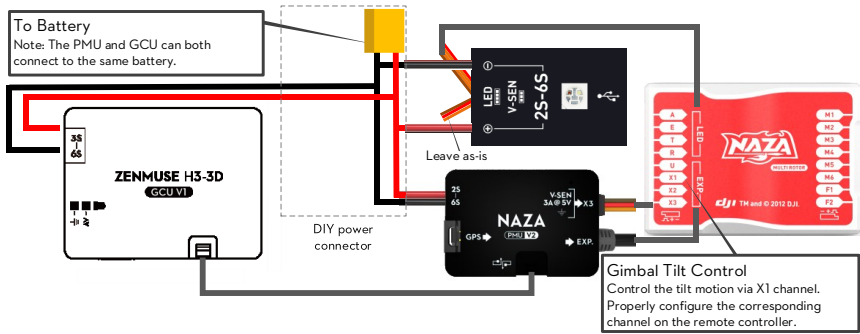 To Battery
Note: The PMU and GCU can both
connect to the same battery.
3S
6S
ZENMUSE H3-3D
GCU V1
AV
DIY power
connector
LED
V-SEN
2S-6S
Leave as-is
2S
6S
V-SEN
3A@5V
X3
NAZA
PMU V2
GPS
EXP.
A
E
T
R
U
X1
X2
X3
LED
EXP.
NAZA
MULTI ROTOR
M1
M2
M3
M4
M5
M6
F1
F2
dji TM and © 2012 DJI.
Gimbal Tilt Control
Control the tilt motion via X1 channel.
Properly configure the corresponding
channel on the remote controller.